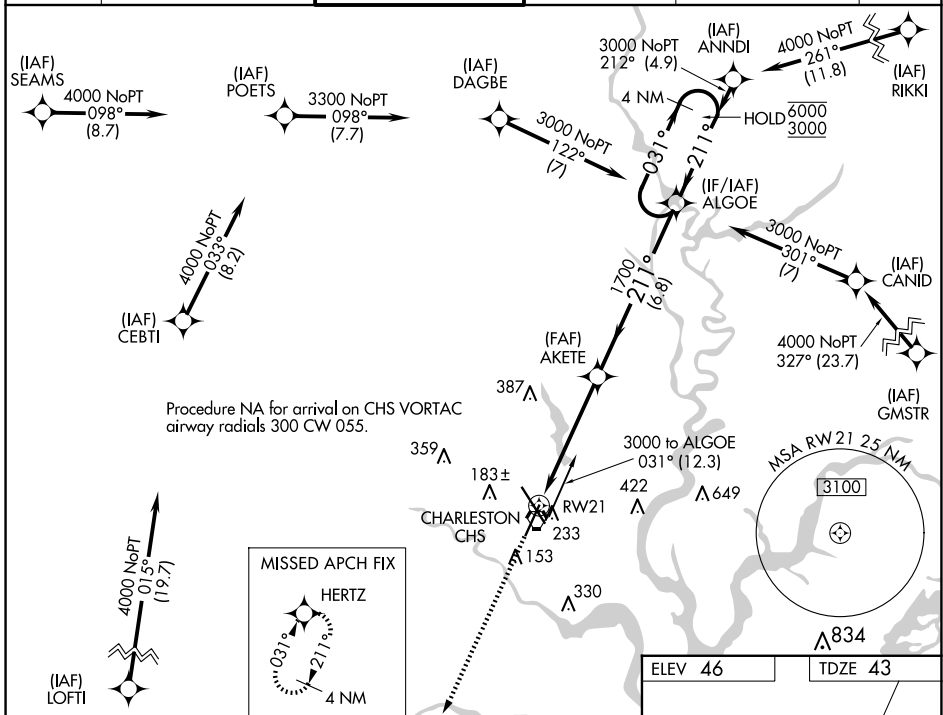 (IAF)
SEAMS
4000 NoPT
098°
(8.7)
(IAF)
POETS
3300 NoPT
098°
(7.7)
(IAF)
DAGBE
3000 NoPT
122°
(7)
3000 NoPT
212° (4.9)
(IAF)
ANNDI
4000 NoPT
261°
(11.8)
(IAF)
RIKKI
4 NM
HOLD 6000
3000
031°
211°
(IF/IAF)
ALGOE
4000 NoPT
033°
(8.2)
(IAF)
CEBTI
1700
211°
(6.8)
3000 NoPT
301°
(7)
(IAF)
CANID
4000 NoPT
327° (23.7)
(IAF)
GMSTR
(FAF)
AKETE
387
Procedure NA for arrival on CHS VORTAC
airway radials 300 CW 055.
359
183±
3000 to ALGOE
031° (12.3)
422
649
MSA RW21 25 NM
3100
CHARLESTON
CHS
RW21
233
153
330
834
4000 NoPT
015°
(19.7)
(IAF)
LOFTI
MISSED APCH FIX
HERTZ
031°
211°
4 NM
ELEV 46
TDZE 43